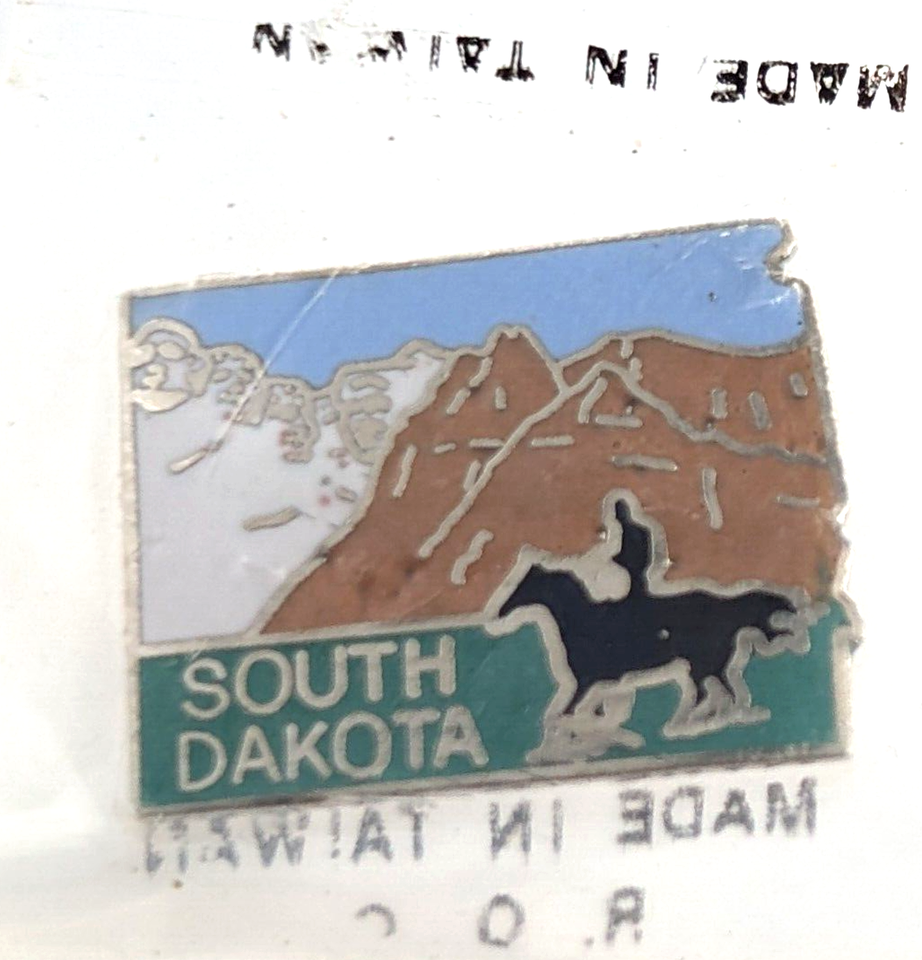 MADE IN TAIWAN
SOUTH
DAKOTA
MADE IN TAIWAN
R. O. C